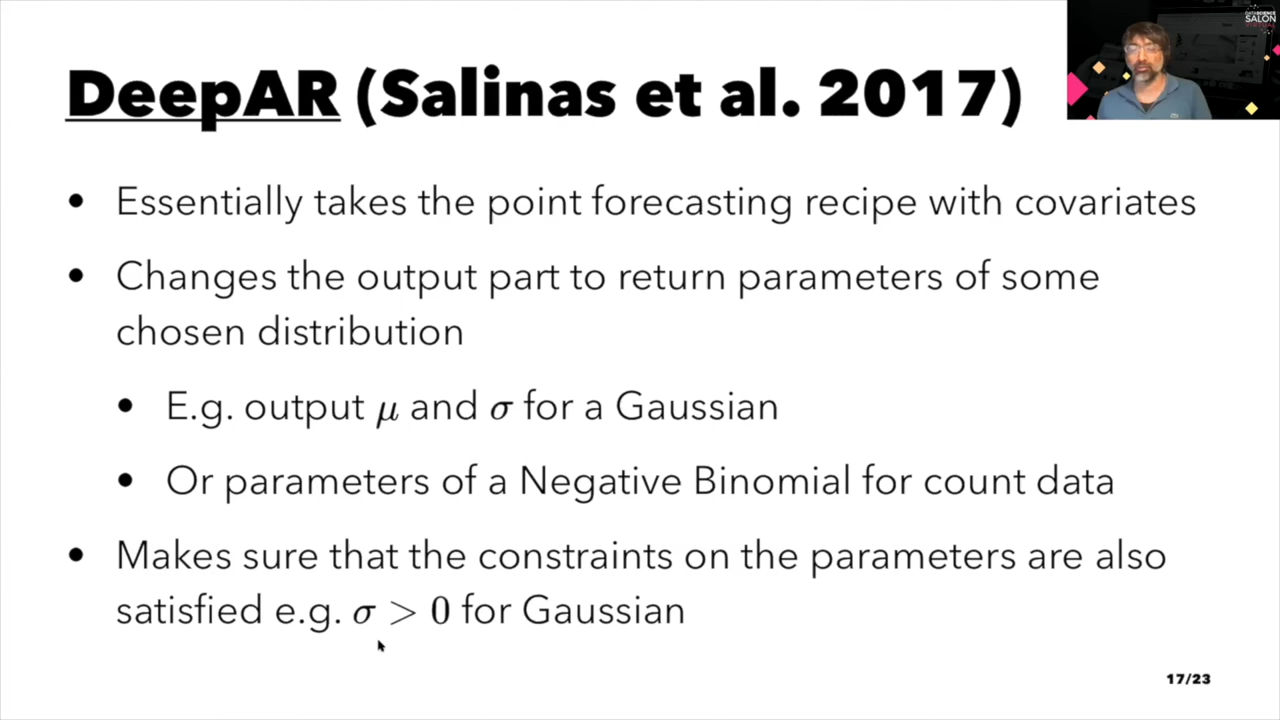 DATASCIENCE
SALON
VIRTUAL
DeepAR (Salinas et al. 2017)
• Essentially takes the point forecasting recipe with covariates
• Changes the output part to return parameters of some
chosen distribution
• E.g. output μ and σ for a Gaussian
• Or parameters of a Negative Binomial for count data
• Makes sure that the constraints on the parameters are also
satisfied e.g. σ > 0 for Gaussian
17/23